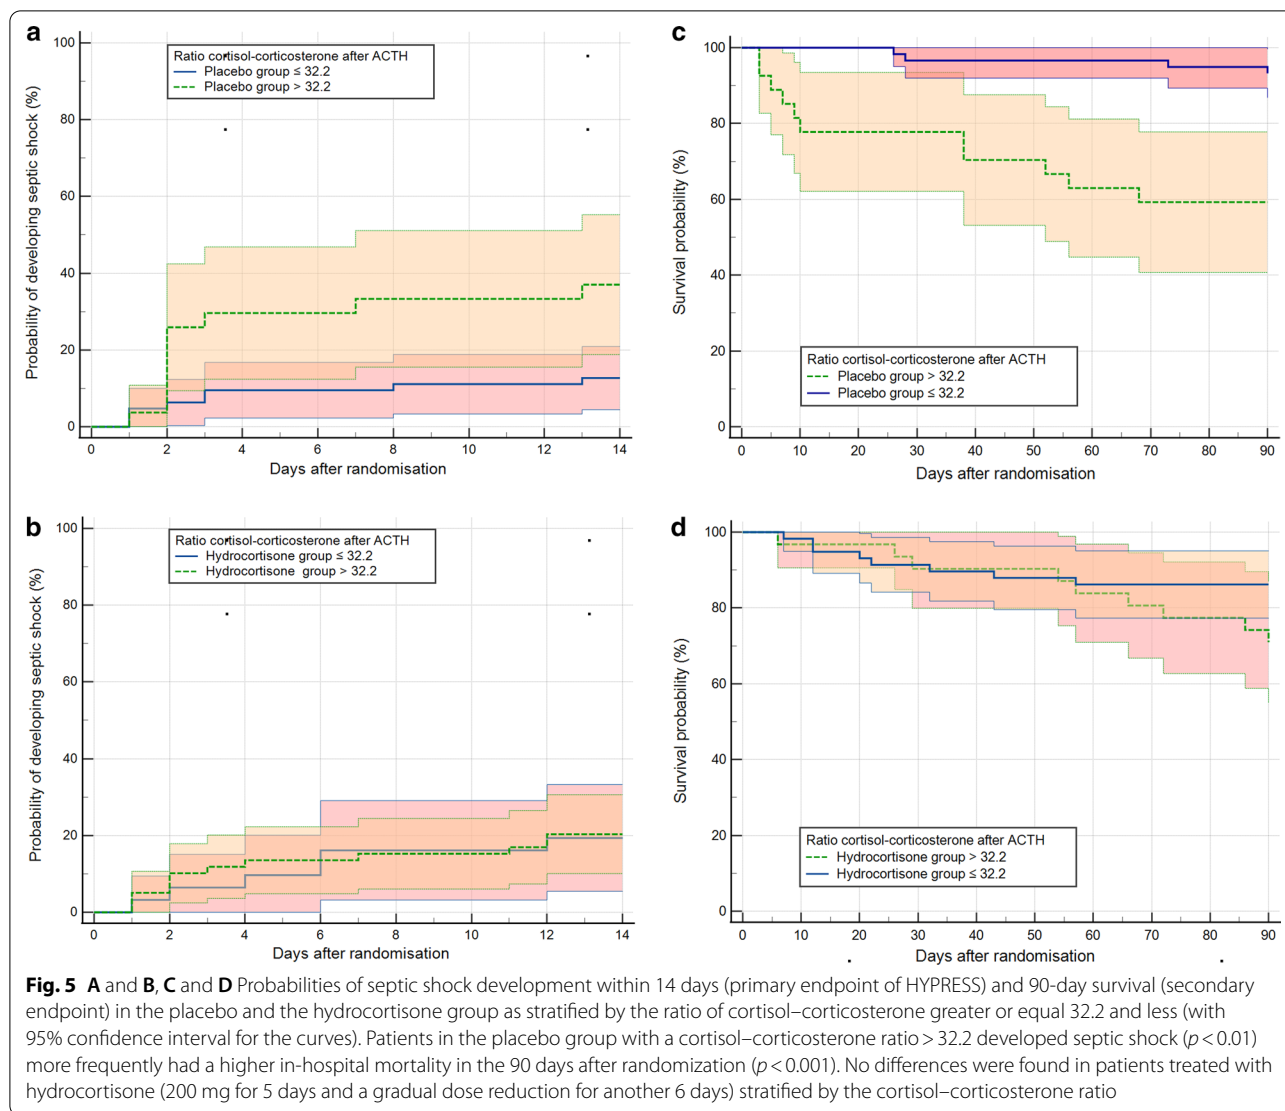 a
Ratio cortisol-corticosterone after ACTH
Placebo group ≤ 32.2
Placebo group > 32.2
Probability of developing septic shock (%)
100
80
60
40
20
0
0 2 4 6 8 10 12 14
Days after randomisation
c
Survival probability (%)
100
80
60
40
20
0
Ratio cortisol-corticosterone after ACTH
Placebo group > 32.2
Placebo group ≤ 32.2
0 10 20 30 40 50 60 70 80 90
Days after randomisation
b
Ratio cortisol-corticosterone after ACTH
Hydrocortisone group ≤ 32.2
Hydrocortisone group > 32.2
Probability of developing septic shock (%)
100
80
60
40
20
0
0 2 4 6 8 10 12 14
Days after randomisation
d
Survival probability (%)
100
80
60
40
20
0
Ratio cortisol-corticosterone after ACTH
Hydrocortisone group > 32.2
Hydrocortisone group ≤ 32.2
0 10 20 30 40 50 60 70 80 90
Days after randomisation
Fig. 5 A and B, C and D Probabilities of septic shock development within 14 days (primary endpoint of HYPRESS) and 90-day survival (secondary
endpoint) in the placebo and the hydrocortisone group as stratified by the ratio of cortisol–corticosterone greater or equal 32.2 and less (with
95% confidence interval for the curves). Patients in the placebo group with a cortisol–corticosterone ratio > 32.2 developed septic shock (p < 0.01)
more frequently had a higher in-hospital mortality in the 90 days after randomization (p < 0.001). No differences were found in patients treated with
hydrocortisone (200 mg for 5 days and a gradual dose reduction for another 6 days) stratified by the cortisol–corticosterone ratio